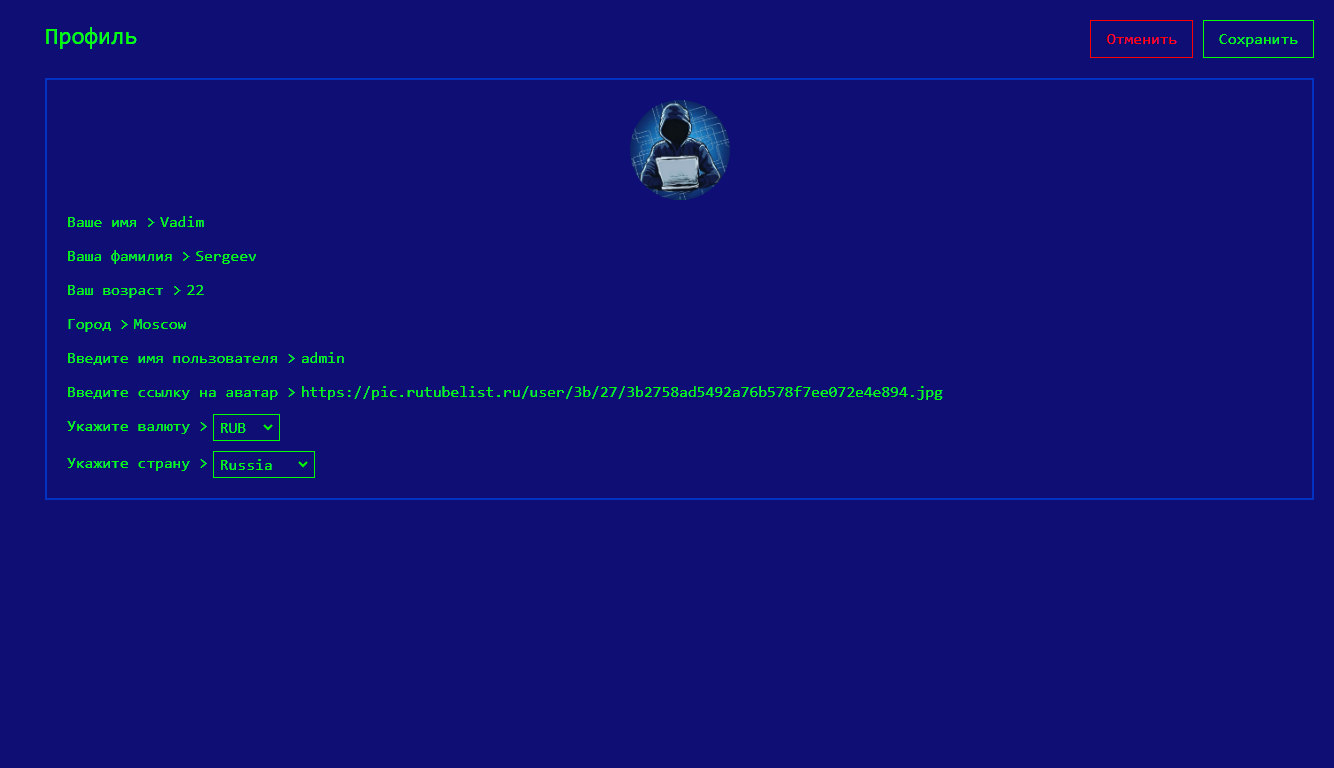 Профиль
Отменить
Сохранить
Ваше имя > Vadim
Ваша фамилия > Sergeev
Ваш возраст > 22
Город > Moscow
Введите имя пользователя > admin
Введите ссылку на аватар > https://pic.rutubelist.ru/user/3b/27/3b2758ad5492a76b578f7ee072e4e894.jpg
Укажите валюту > RUB
Укажите страну > Russia